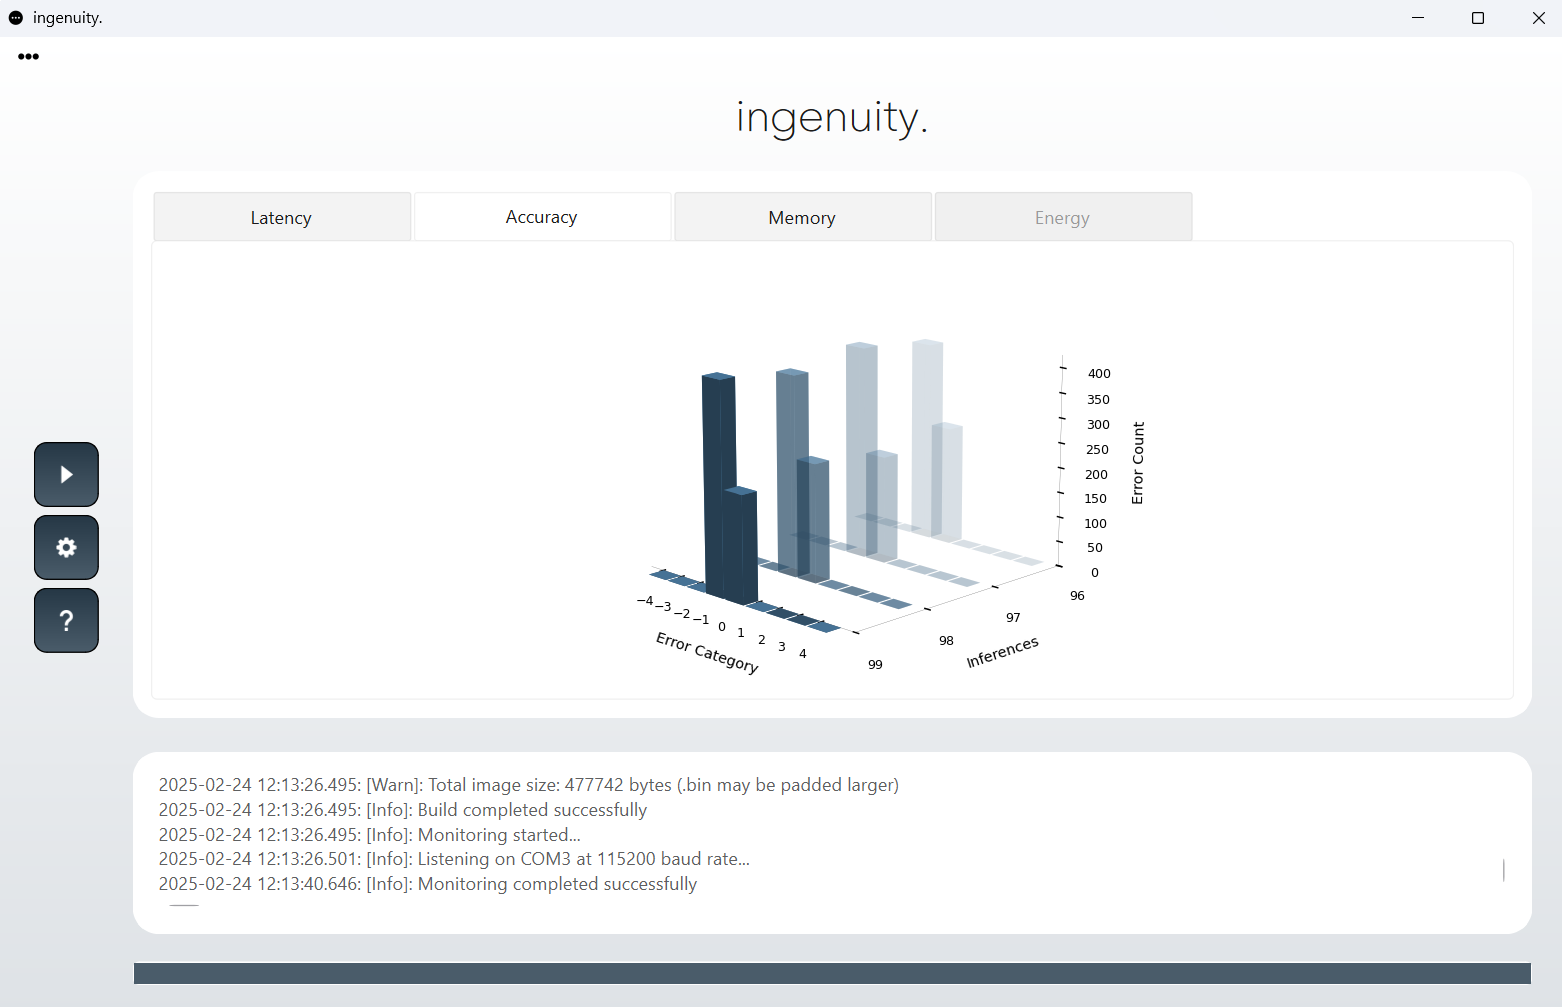 ingenuity.
•••
ingenuity.
Latency
Accuracy
Memory
Energy
400
350
300
250
200
150
100
50
0
Error Count
−4
−3
−2
−1
0
1
2
3
4
Error Category
99
98
97
96
Inferences
?
2025-02-24 12:13:26.495: [Warn]: Total image size: 477742 bytes (.bin may be padded larger)
2025-02-24 12:13:26.495: [Info]: Build completed successfully
2025-02-24 12:13:26.495: [Info]: Monitoring started...
2025-02-24 12:13:26.501: [Info]: Listening on COM3 at 115200 baud rate...
2025-02-24 12:13:40.646: [Info]: Monitoring completed successfully